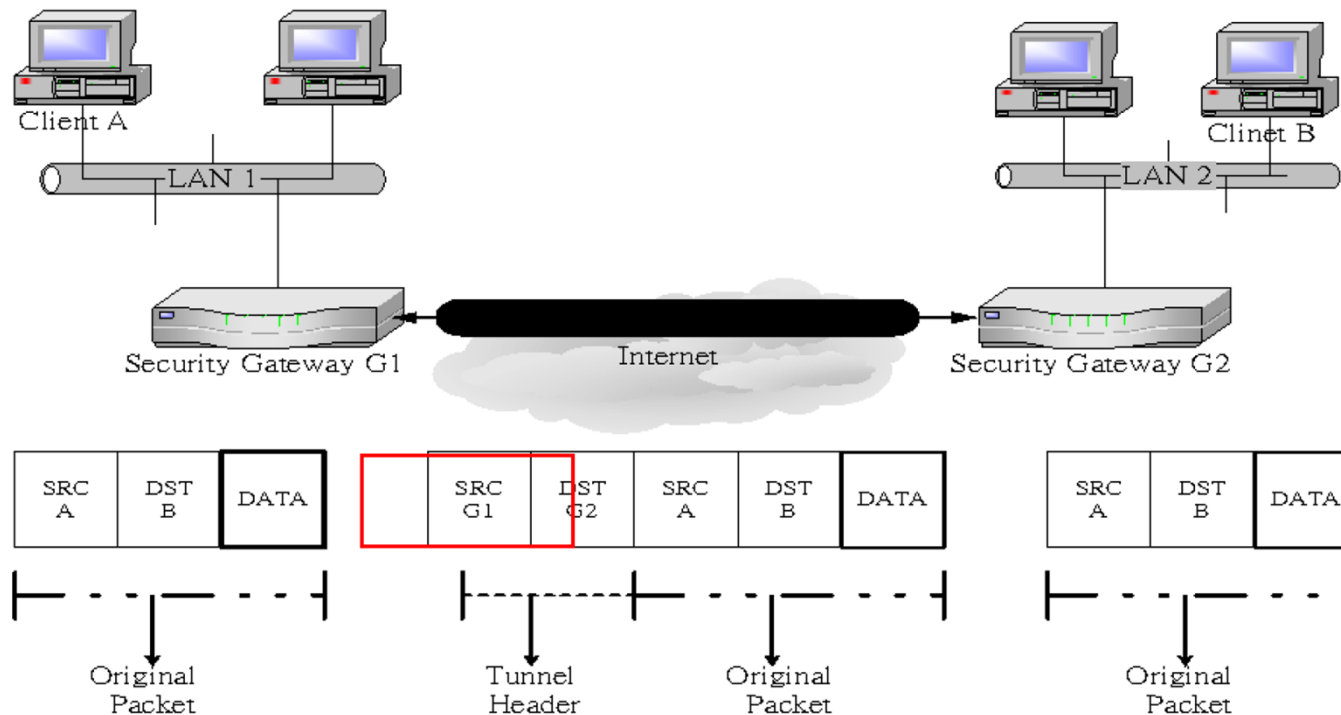 Client A
Clinet B
LAN 1
LAN 2
Internet
Security Gateway G1
Security Gateway G2
SRC
A
DST
B
DATA
SRC
G1
DST
G2
SRC
A
DST
B
DATA
SRC
A
DST
B
DATA
Original
Packet
Tunnel
Header
Original
Packet
Original
Packet